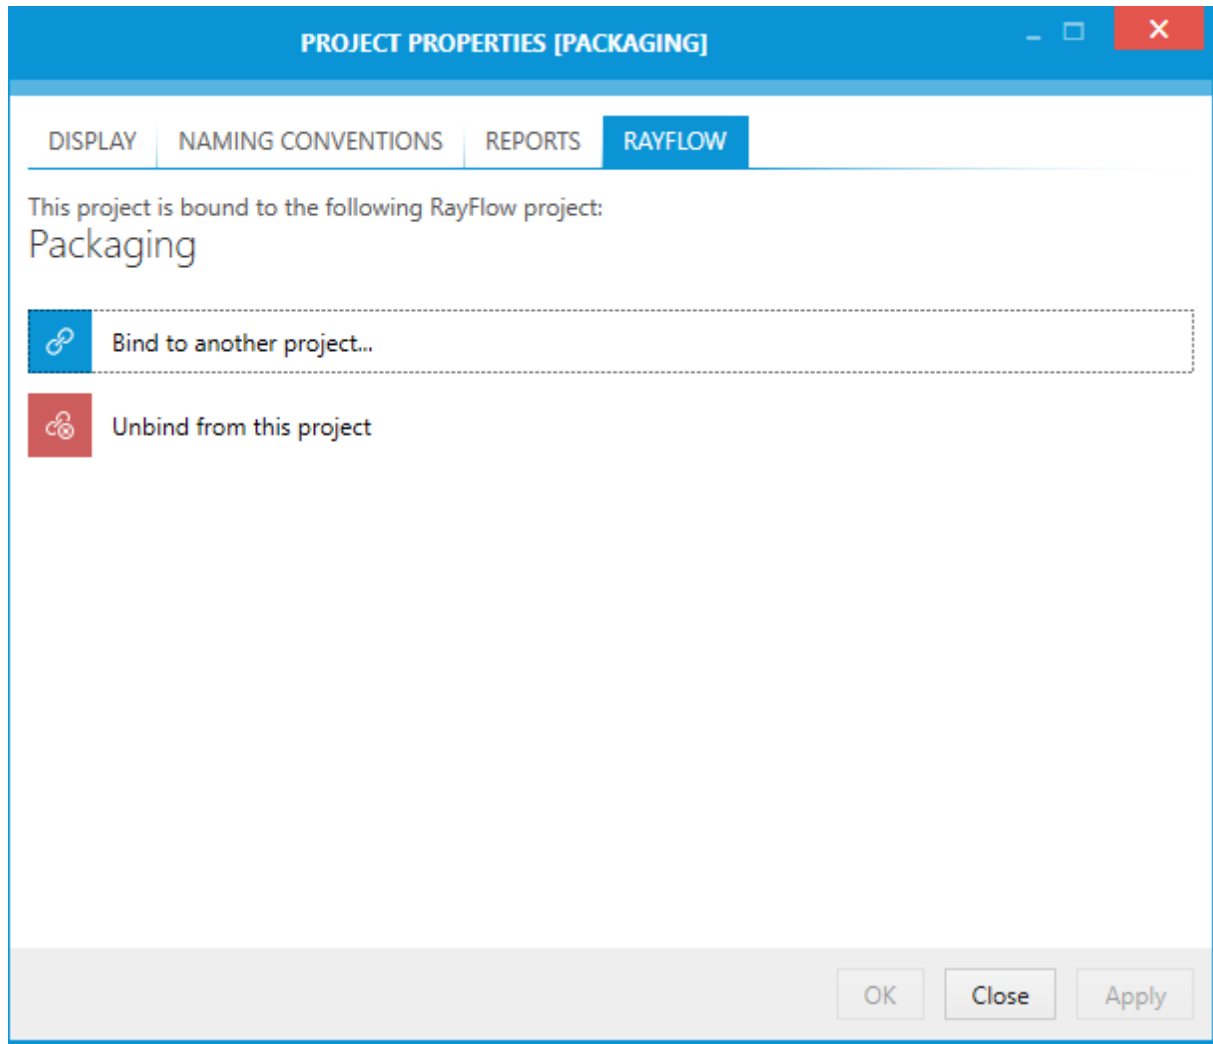 PROJECT PROPERTIES [PACKAGING]
DISPLAY NAMING CONVENTIONS REPORTS RAYFLOW
This project is bound to the following RayFlow project:
Packaging
Bind to another project...
Unbind from this project
OK Close Apply